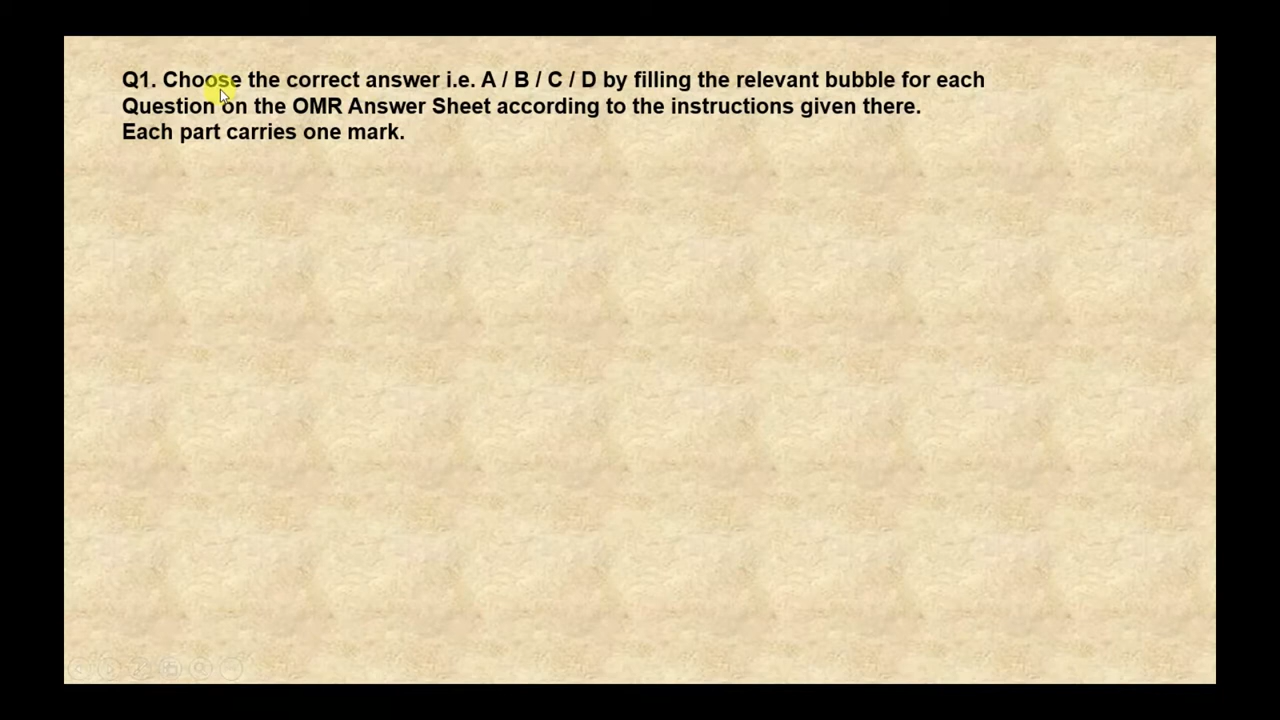 Q1. Choose the correct answer i.e. A / B / C / D by filling the relevant bubble for each
Question on the OMR Answer Sheet according to the instructions given there.
Each part carries one mark.